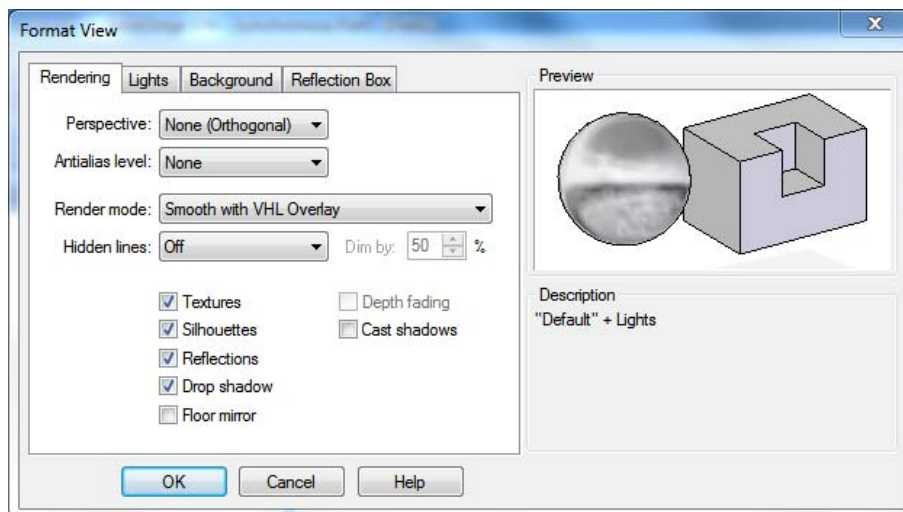 Format View
Rendering Lights Background Reflection Box
Perspective: None (Orthogonal)
Antialias level: None
Render mode: Smooth with VHL Overlay
Hidden lines: Off Dim by: 50 %
Textures Depth fading
Silhouettes Cast shadows
Reflections
Drop shadow
Floor mirror
Preview
Description
"Default" + Lights
OK Cancel Help